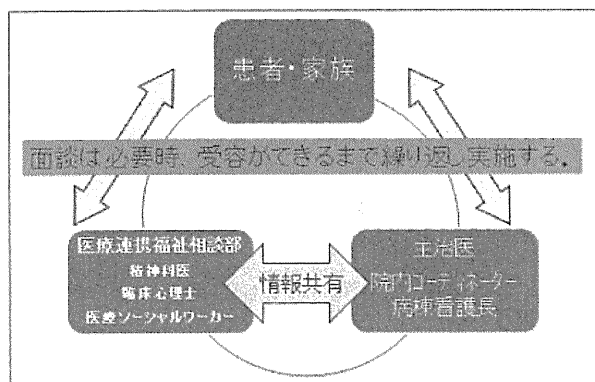 患者・家族
面談は必要時、受容ができるまで繰り返し実施する。
医療連携福祉相談部
精神科医
臨床心理士
医療ソーシャルワーカー
情報共有
主治医
院内コーディネーター
病棟看護長